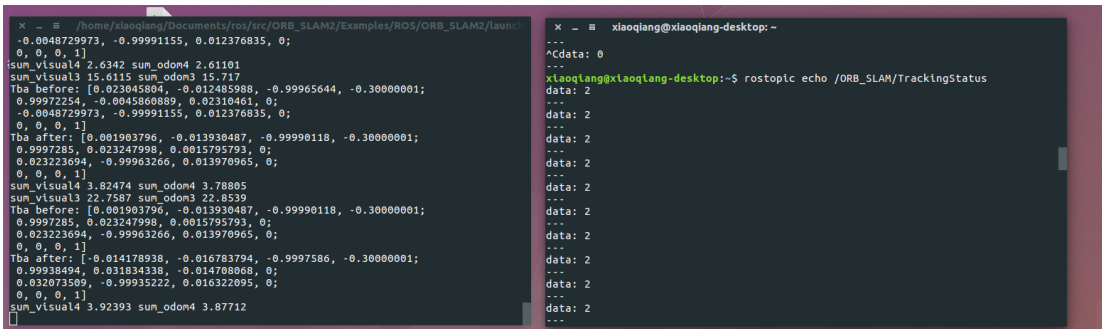 /home/xiaoqiang/Documents/ros/src/ORB_SLAM2/Examples/ROS/ORB_SLAM2/launch
-0.0048729973, -0.99991155, 0.012376835, 0;
0, 0, 0, 1]
sum_visual4 2.6342 sum_odom4 2.61101
sum_visual3 15.6115 sum_odom3 15.717
Tba before: [0.023045804, -0.012485988, -0.99965644, -0.30000001;
0.99972254, -0.0045860889, 0.02310461, 0;
-0.0048729973, -0.99991155, 0.012376835, 0;
0, 0, 0, 1]
Tba after: [0.001903796, -0.013930487, -0.99990118, -0.30000001;
0.9997285, 0.023247998, 0.0015795793, 0;
0.023223694, -0.99963266, 0.013970965, 0;
0, 0, 0, 1]
sum_visual4 3.82474 sum_odom4 3.78805
sum_visual3 22.7587 sum_odom3 22.8539
Tba before: [0.001903796, -0.013930487, -0.99990118, -0.30000001;
0.9997285, 0.023247998, 0.0015795793, 0;
0.023223694, -0.99963266, 0.013970965, 0;
0, 0, 0, 1]
Tba after: [-0.014178938, -0.016783794, -0.9997586, -0.30000001;
0.99938494, 0.031834338, -0.014708068, 0;
0.032073509, -0.99935222, 0.016322095, 0;
0, 0, 0, 1]
sum_visual4 3.92393 sum_odom4 3.87712
xiaoqiang@xiaoqiang-desktop: ~
---
^Cdata: 0
---
xiaoqiang@xiaoqiang-desktop:~$ rostopic echo /ORB_SLAM/TrackingStatus
data: 2
---
data: 2
---
data: 2
---
data: 2
---
data: 2
---
data: 2
---
data: 2
---
data: 2
---
data: 2
---
data: 2
---